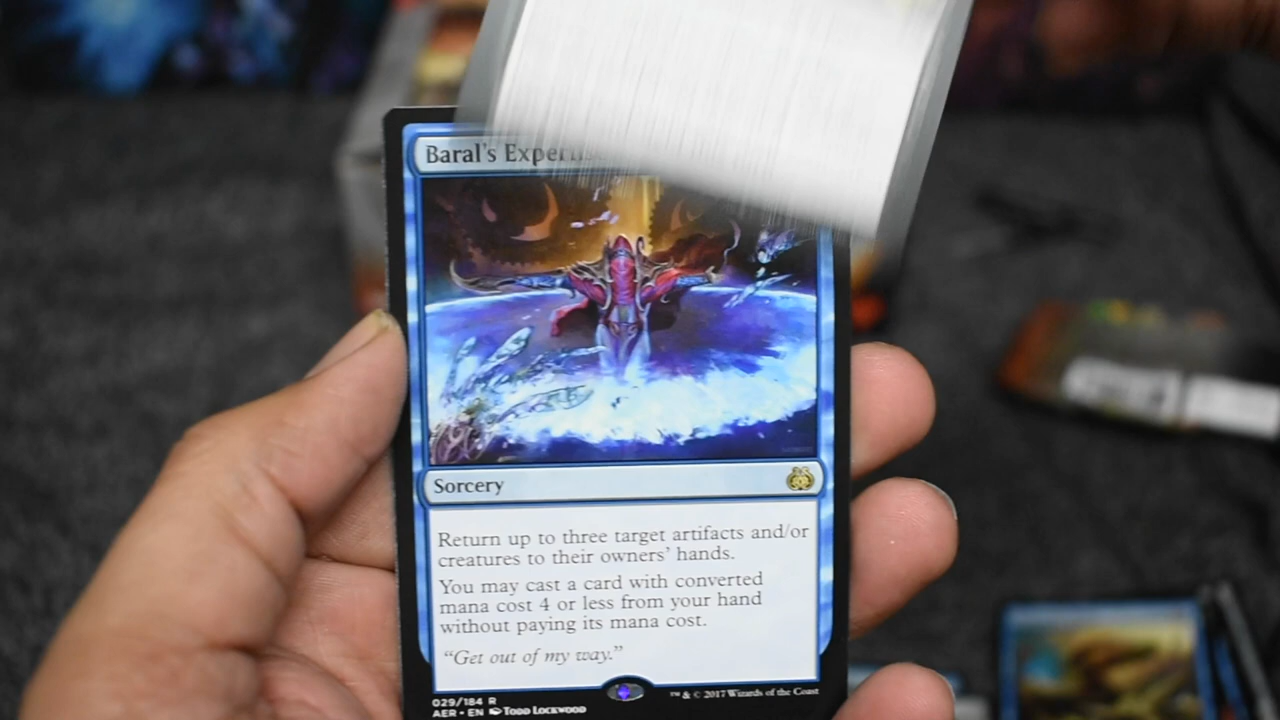 Baral's Expertise
Sorcery
Return up to three target artifacts and/or
creatures to their owners' hands.
You may cast a card with converted
mana cost 4 or less from your hand
without paying its mana cost.
“Get out of my way.”
029/184 R
AER • EN Todd Lockwood
™ & © 2017 Wizards of the Coast